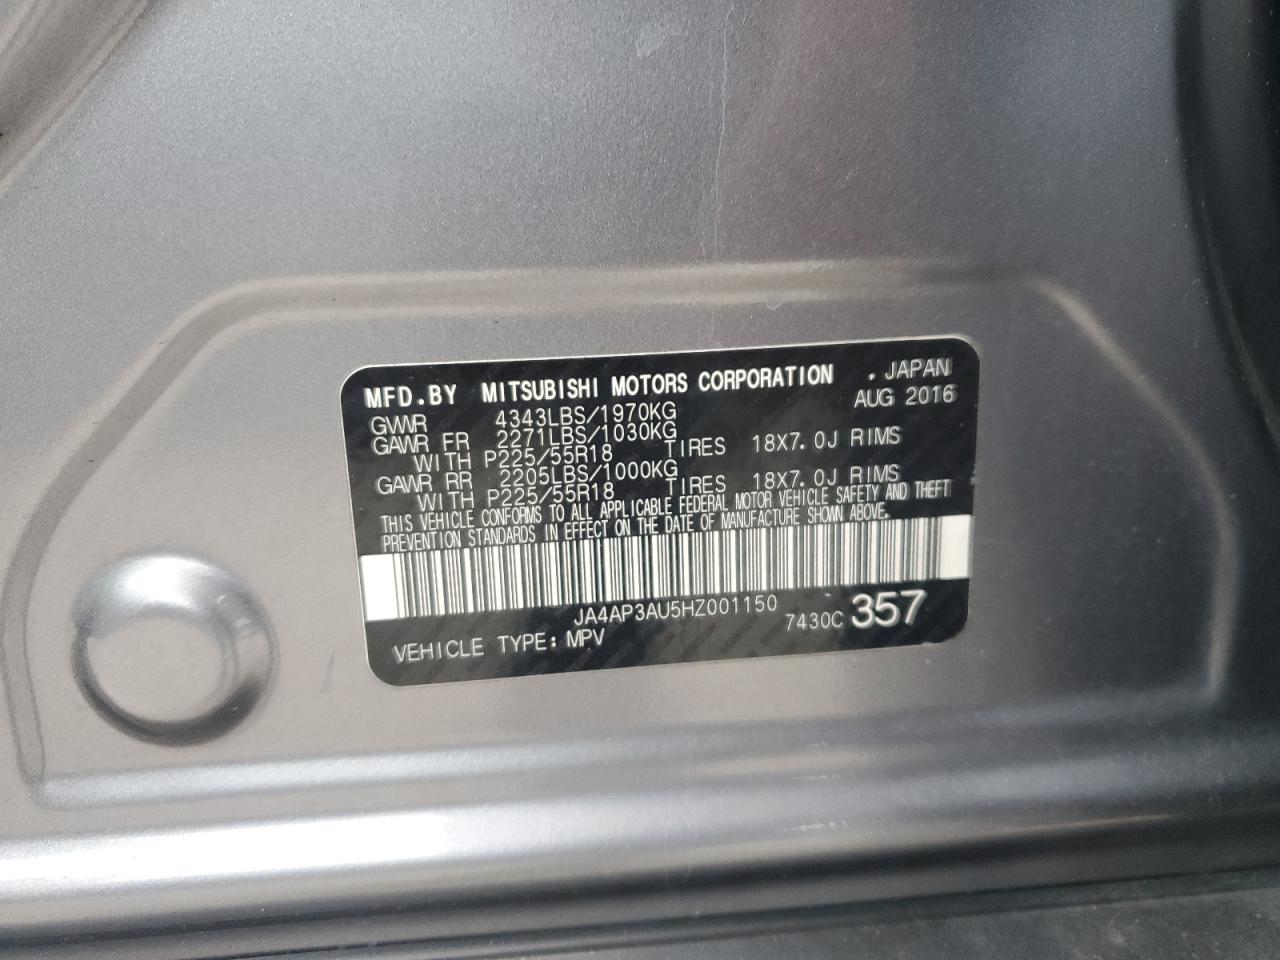 MFD.BY MITSUBISHI MOTORS CORPORATION . JAPAN
AUG 2016
GVWR 4343LBS/1970KG
GAWR FR 2271LBS/1030KG
WITH P225/55R18 TIRES 18X7.0J RIMS
GAWR RR 2205LBS/1000KG
WITH P225/55R18 TIRES 18X7.0J RIMS
THIS VEHICLE CONFORMS TO ALL APPLICABLE FEDERAL MOTOR VEHICLE SAFETY AND THEFT
PREVENTION STANDARDS IN EFFECT ON THE DATE OF MANUFACTURE SHOWN ABOVE.
JA4AP3AU5HZ001150 7430C 357
VEHICLE TYPE: MPV